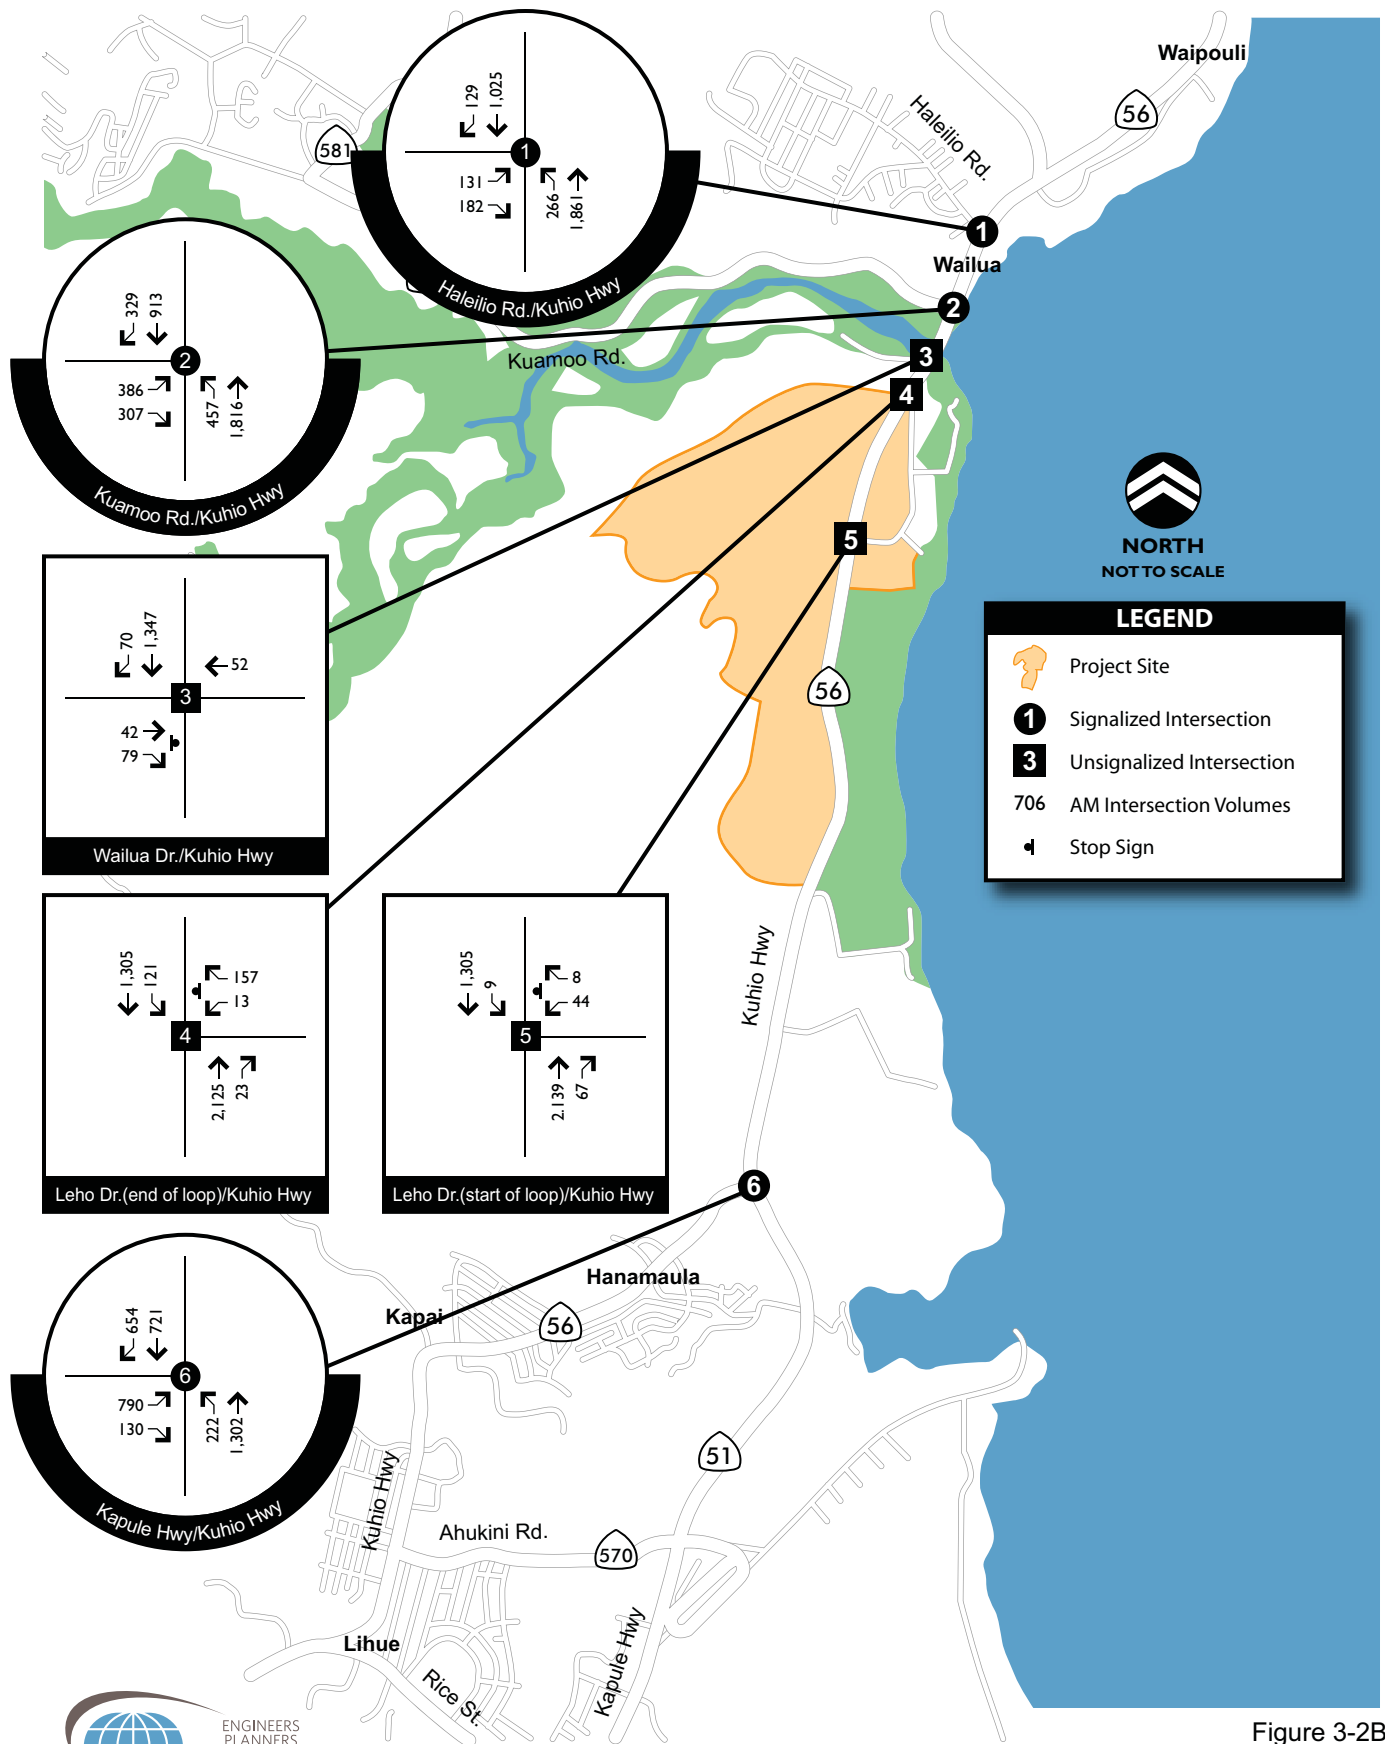 Waipouli
56
Haleilio Rd.
581
129
1,025
1
131
182
266
1,861
Haleilio Rd./Kuhio Hwy
1
Wailua
2
329
913
2
386
307
457
1,816
Kuamoo Rd./Kuhio Hwy
Kuamoo Rd.
3
4
5
NORTH
NOT TO SCALE
LEGEND
Project Site
1 Signalized Intersection
3 Unsignalized Intersection
706 AM Intersection Volumes
Stop Sign
70
1,347
52
3
42
79
Wailua Dr./Kuhio Hwy
56
1,305
121
157
13
4
2,125
23
Leho Dr.(end of loop)/Kuhio Hwy
1,305
9
8
44
5
2.139
67
Leho Dr.(start of loop)/Kuhio Hwy
Kuhio Hwy
6
Hanamaula
Kapai
56
654
721
6
790
130
222
1,302
Kapule Hwy/Kuhio Hwy
51
Kuhio Hwy
Ahukini Rd.
570
Lihue
Rice St.
Kapule Hwy
ENGINEERS
PLANNERS
Figure 3-2B